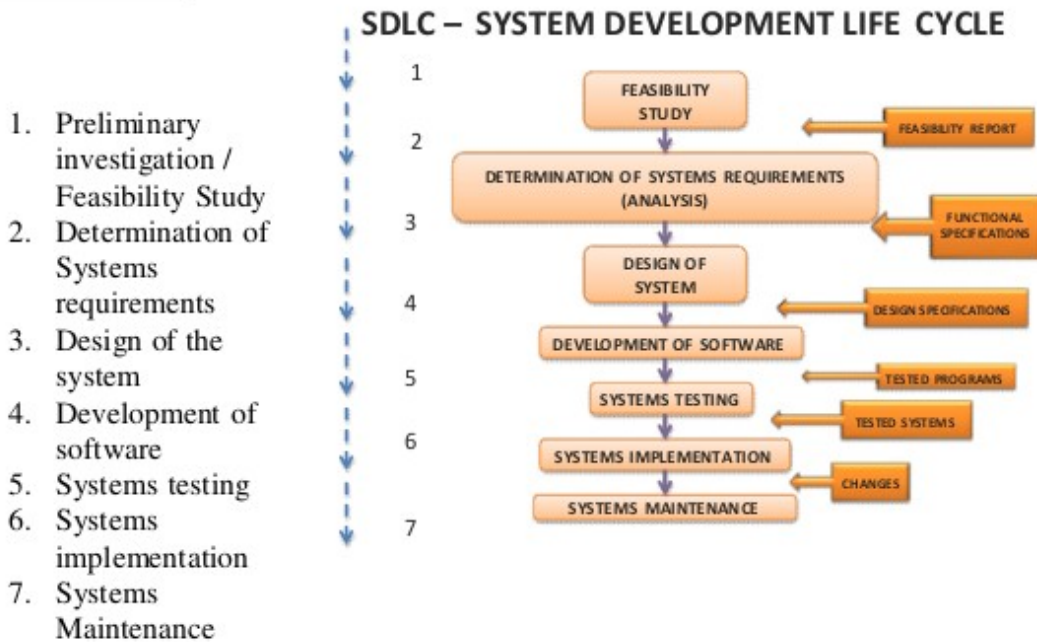 SDLC – SYSTEM DEVELOPMENT LIFE CYCLE
1. Preliminary
investigation /
Feasibility Study
2. Determination of
Systems
requirements
3. Design of the
system
4. Development of
software
5. Systems testing
6. Systems
implementation
7. Systems
Maintenance
1
FEASIBILITY
STUDY
2
FEASIBILITY REPORT
DETERMINATION OF SYSTEMS REQUIREMENTS
(ANALYSIS)
3
FUNCTIONAL
SPECIFICATIONS
DESIGN OF
SYSTEM
4
DESIGN SPECIFICATIONS
DEVELOPMENT OF SOFTWARE
5
TESTED PROGRAMS
SYSTEMS TESTING
TESTED SYSTEMS
6
SYSTEMS IMPLEMENTATION
CHANGES
SYSTEMS MAINTENANCE
7